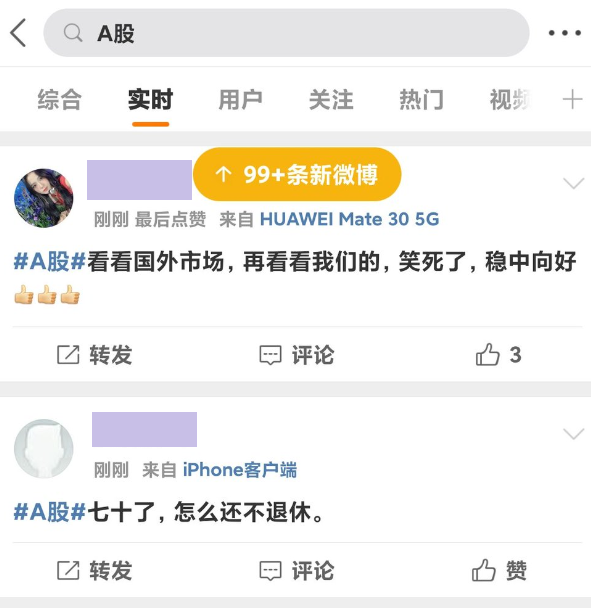 A股
综合 实时 用户 关注 热门 视频
99+条新微博
刚刚 最后点赞 来自 HUAWEI Mate 30 5G
#A股#看看国外市场，再看看我们的，笑死了，稳中向好
👍🏻👍🏻👍🏻
转发 评论 3
刚刚 来自 iPhone客户端
#A股#七十了，怎么还不退休。
转发 评论 赞